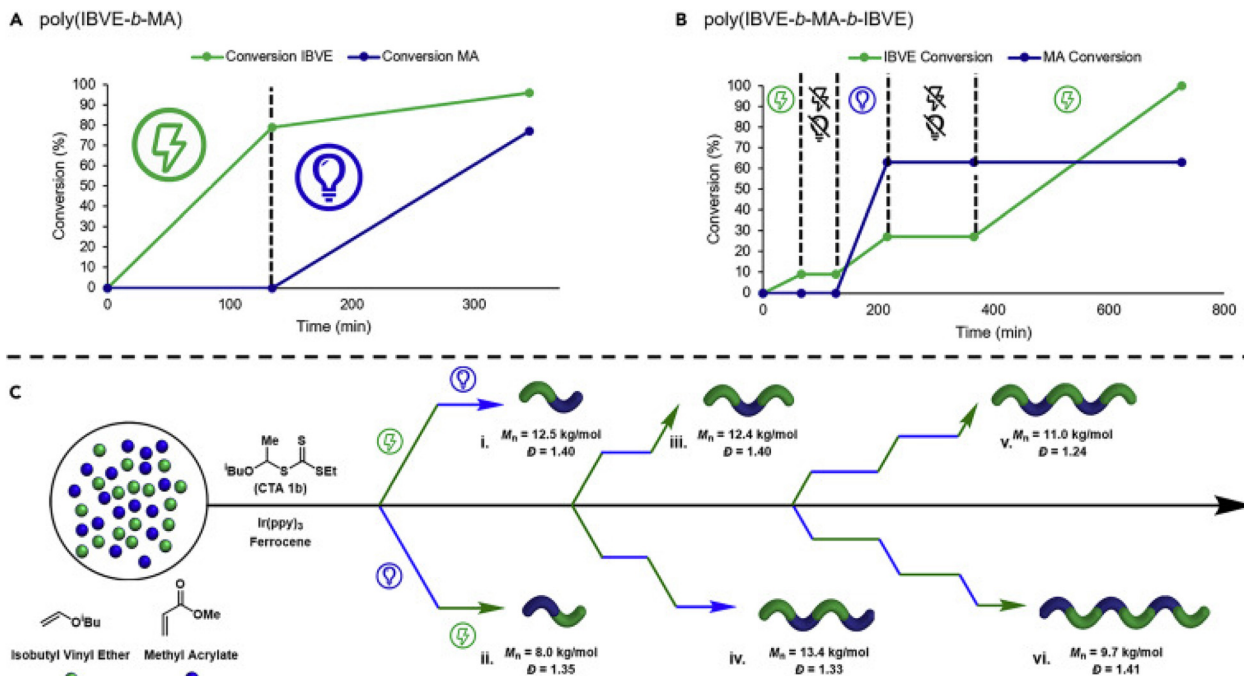 A poly(IBVE-b-MA)
Conversion IBVE Conversion MA
Conversion (%)
100
90
80
70
60
50
40
30
20
10
0
0 100 200 300
Time (min)
B poly(IBVE-b-MA-b-IBVE)
IBVE Conversion MA Conversion
Conversion (%)
100
90
80
70
60
50
40
30
20
10
0
0 200 400 600 800
Time (min)
C
Me S
ⁱBuO S SEt
(CTA 1b)
Ir(ppy)₃
Ferrocene
i.
Mₙ = 12.5 kg/mol
Đ = 1.40
iii.
Mₙ = 12.4 kg/mol
Đ = 1.40
v.
Mₙ = 11.0 kg/mol
Đ = 1.24
OⁱBu
O
OMe
Isobutyl Vinyl Ether Methyl Acrylate
ii.
Mₙ = 8.0 kg/mol
Đ = 1.35
iv.
Mₙ = 13.4 kg/mol
Đ = 1.33
vi.
Mₙ = 9.7 kg/mol
Đ = 1.41